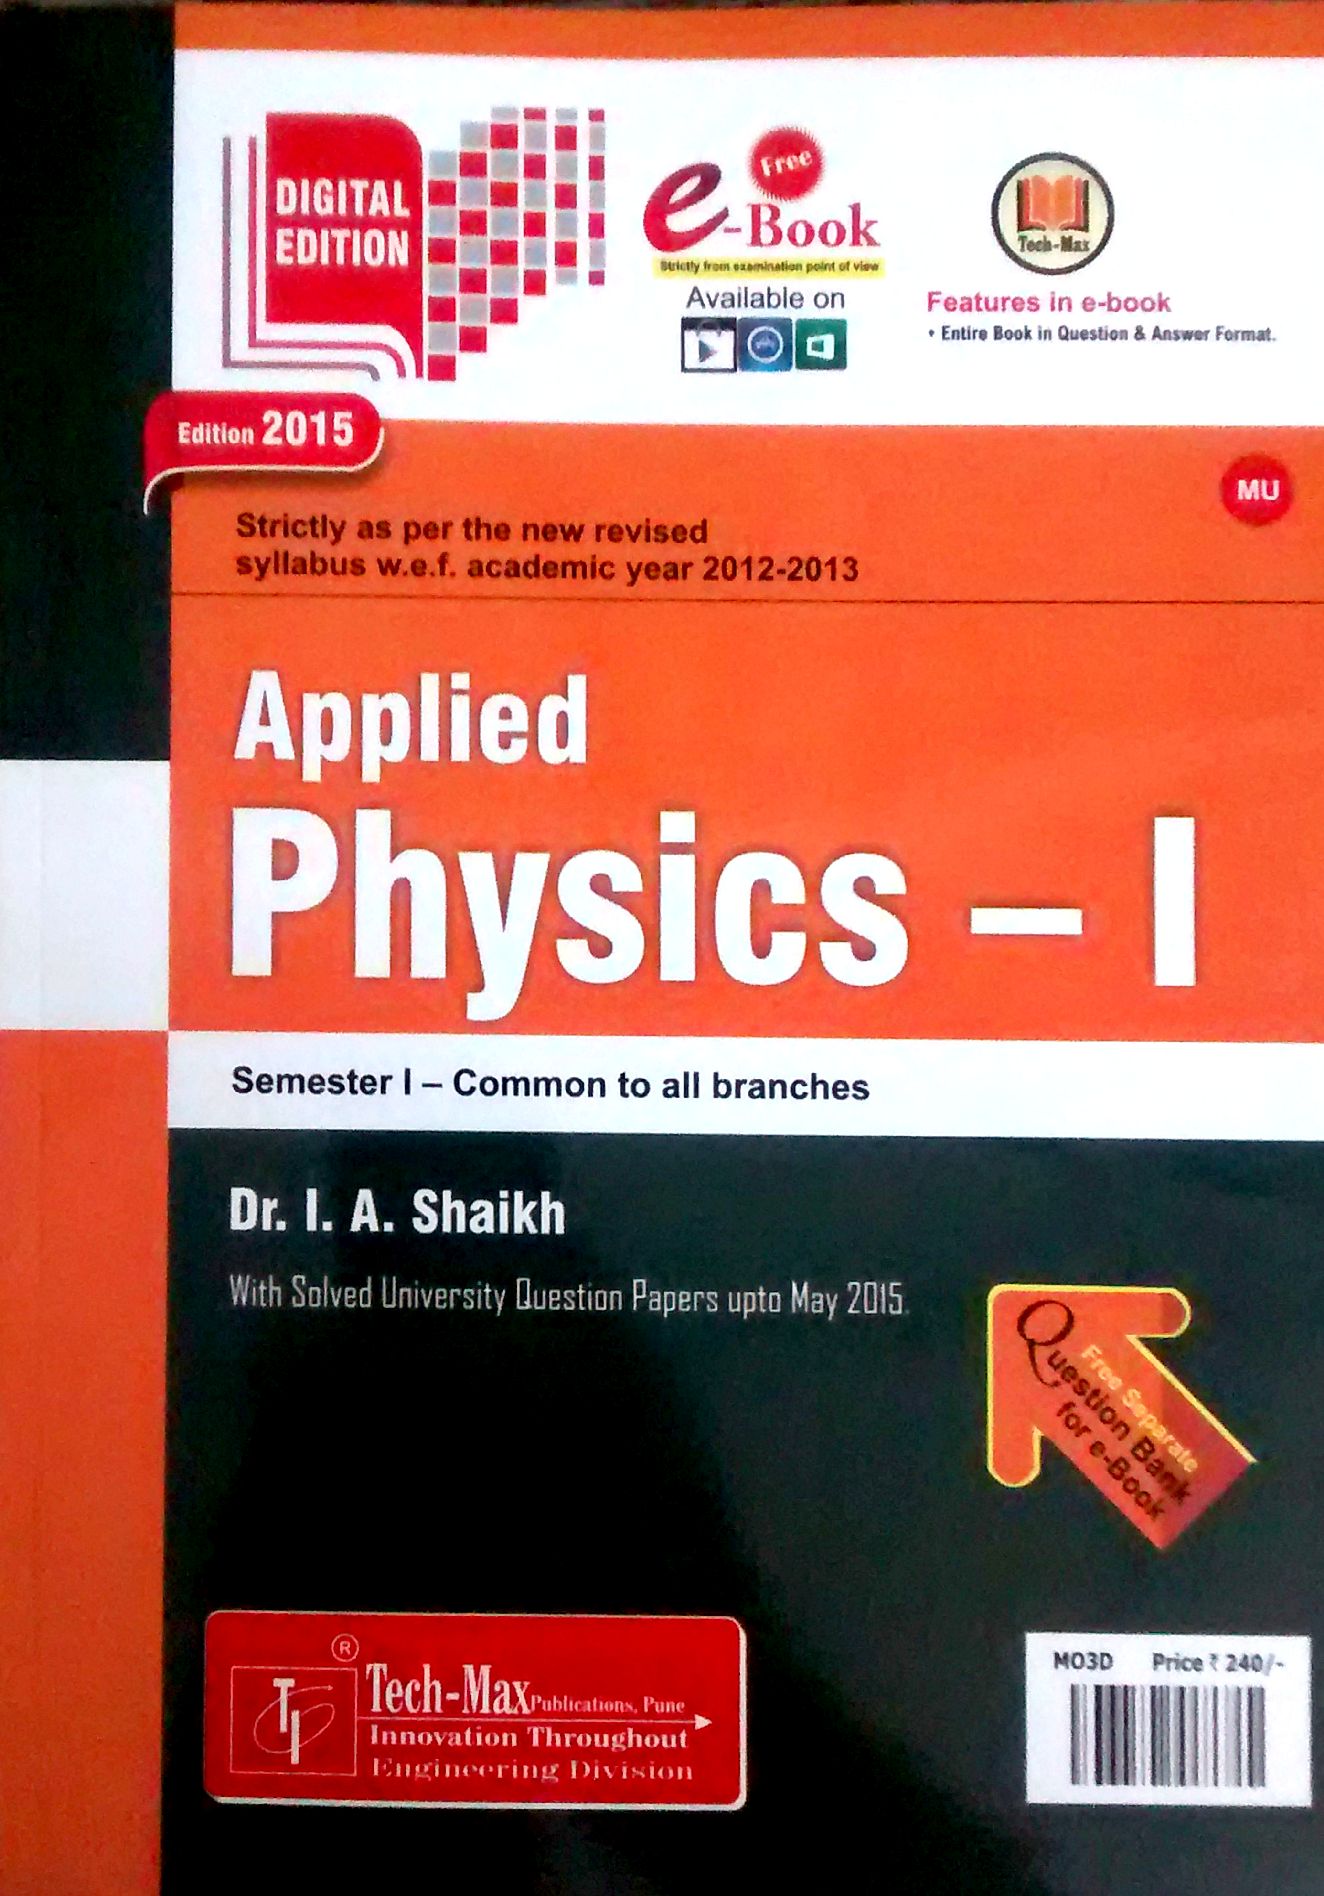 DIGITAL
EDITION
Free
e-Book
Strictly from examination point of view
Available on
Tech-Max
Features in e-book
• Entire Book in Question & Answer Format.
Edition 2015
MU
Strictly as per the new revised
syllabus w.e.f. academic year 2012-2013
Applied
Physics – I
Semester I – Common to all branches
Dr. I. A. Shaikh
With Solved University Question Papers upto May 2015.
Free Separate
Question Bank
for e-Book
®
Tech-Max Publications, Pune
Innovation Throughout
Engineering Division
MO3D Price ₹ 240/-